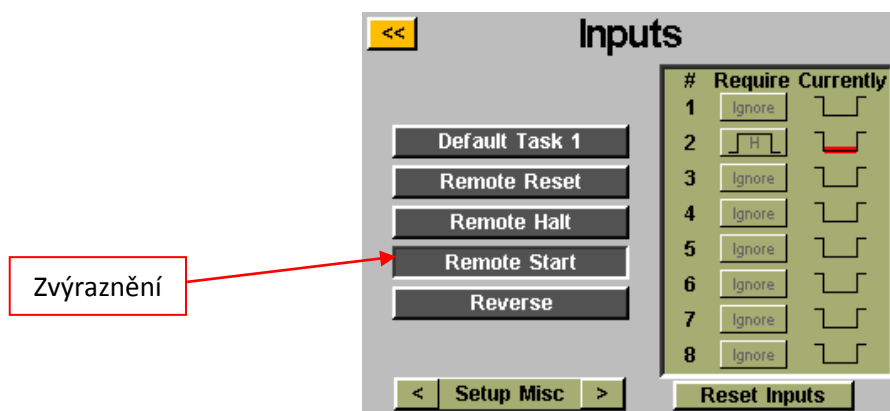 <<
Inputs
# Require Currently
1 Ignore
2 H
3 Ignore
4 Ignore
5 Ignore
6 Ignore
7 Ignore
8 Ignore
Default Task 1
Remote Reset
Remote Halt
Remote Start
Reverse
Zvýraznění
< Setup Misc >
Reset Inputs